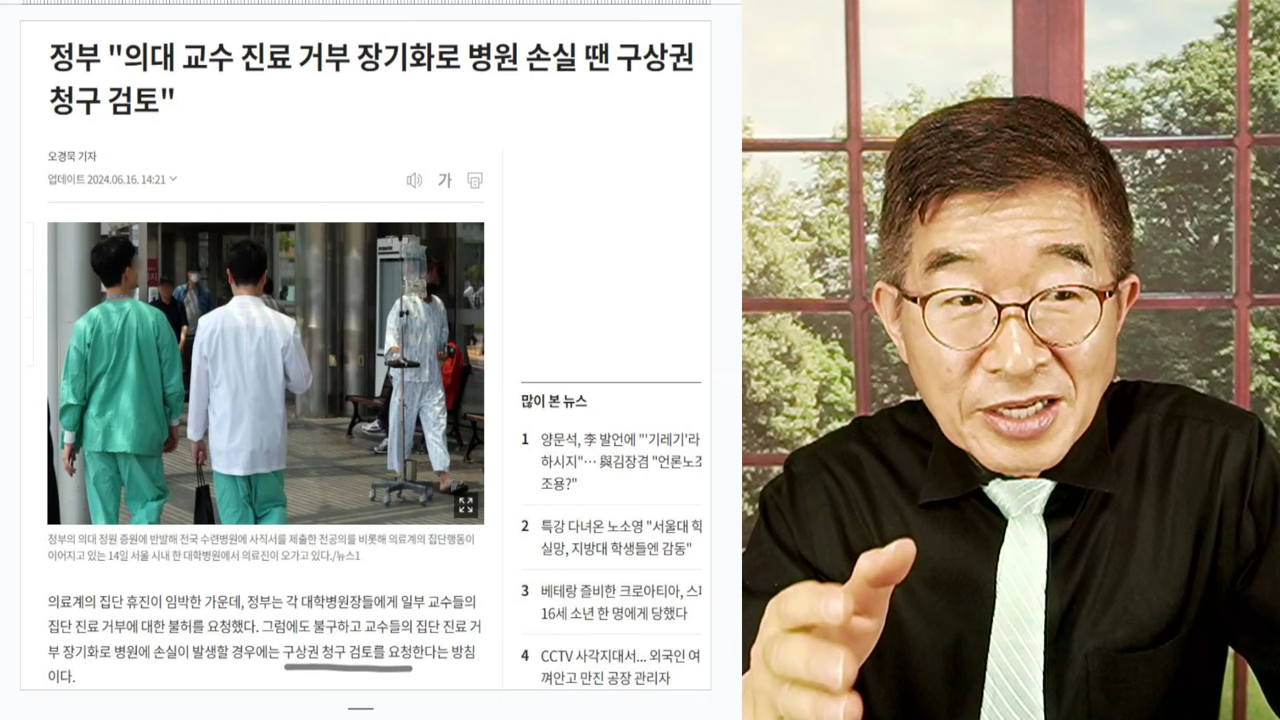 정부 "의대 교수 진료 거부 장기화로 병원 손실 땐 구상권
청구 검토"
오경묵 기자
업데이트 2024.06.16. 14:21
가
정부의 의대 정원 증원에 반발해 전국 수련병원에 사직서를 제출한 전공의를 비롯해 의료계의 집단행동이
이어지고 있는 14일 서울 시내 한 대학병원에서 의료진이 오가고 있다./뉴스1
의료계의 집단 휴진이 임박한 가운데, 정부는 각 대학병원장들에게 일부 교수들의
집단 진료 거부에 대한 불허를 요청했다. 그럼에도 불구하고 교수들의 집단 진료 거
부 장기화로 병원에 손실이 발생할 경우에는 구상권 청구 검토를 요청한다는 방침
이다.
많이 본 뉴스
1 양문석, 李 발언에 "'기레기'라
하시지"… 與김장겸 "언론노조
조용?"
2 특강 다녀온 노소영 "서울대 학
실망, 지방대 학생들엔 감동"
3 베테랑 즐비한 크로아티아, 스
16세 소년 한 명에게 당했다
4 CCTV 사각지대서... 외국인 여
껴안고 만진 공장 관리자